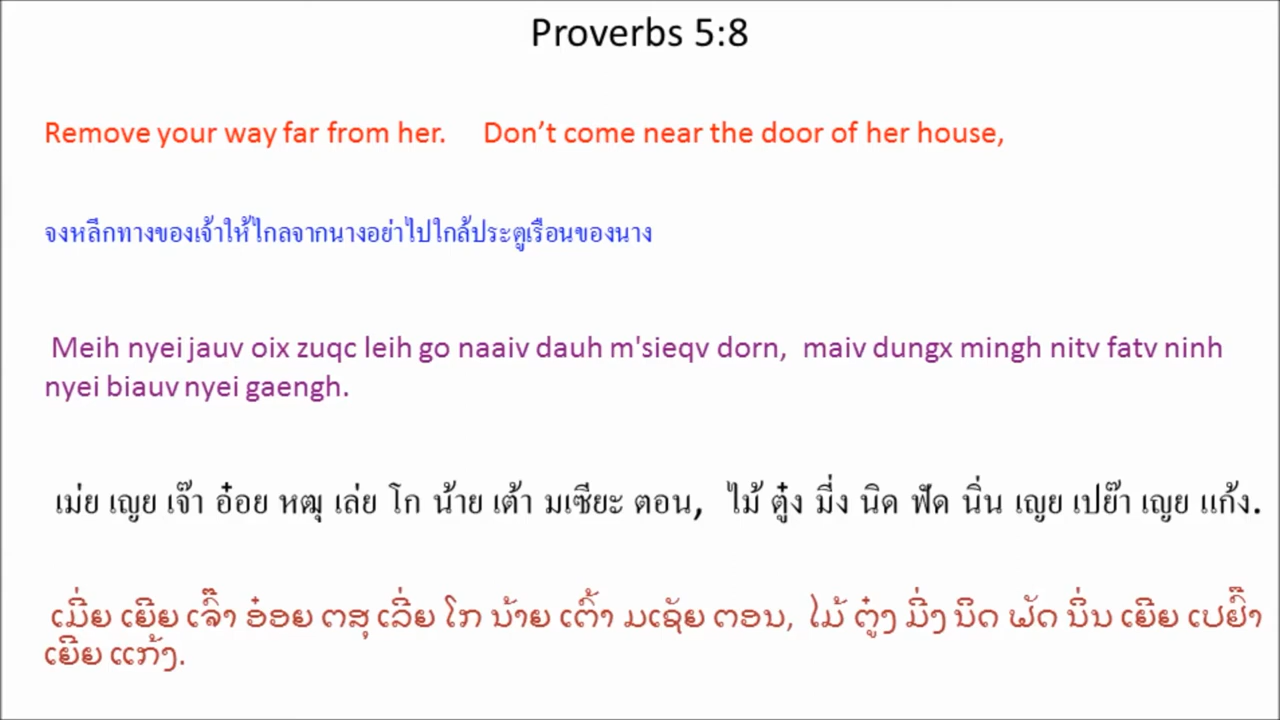 Proverbs 5:8
Remove your way far from her. Don’t come near the door of her house,
จงหลีกทางของเจ้าให้ไกลจากนางอย่าไปใกล้ประตูเรือนของนาง
Meih nyei jauv oix zuqc leih go naaiv dauh m'sieqv dorn, maiv dungx mingh nitv fatv ninh
nyei biauv nyei gaengh.
เม่ย เญย เจ๊า อ๋อย หฒุ เล่ย โก น้าย เต้า มเซียะ ตอน, ไม้ ตู๋ง มี่ง นิด ฟัด นิ่น เญย เปย๊า เญย แก้ง.
ເມີ່ຍ ເຍີຍ ເຈົ໊າ ອ໋ອຍ ຕສຸ ເລີ່ຍ ໂກ ນ້າຍ ເຕົ້າ ມເຊັຍ ຕອນ, ໄມ້ ຕູ໋ງ ມີ່ງ ນິດ ຟັດ ນິ່ນ ເຍີຍ ເປຍົ໊າ
ເຍີຍ ແກ້ງ.